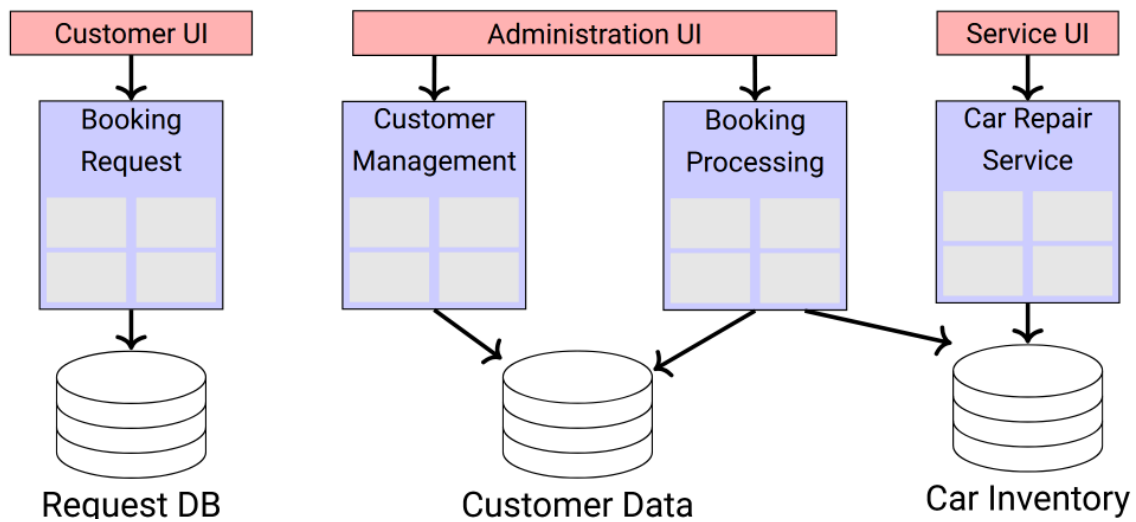 Customer UI
Administration UI
Service UI
Booking
Request
Customer
Management
Booking
Processing
Car Repair
Service
Request DB
Customer Data
Car Inventory